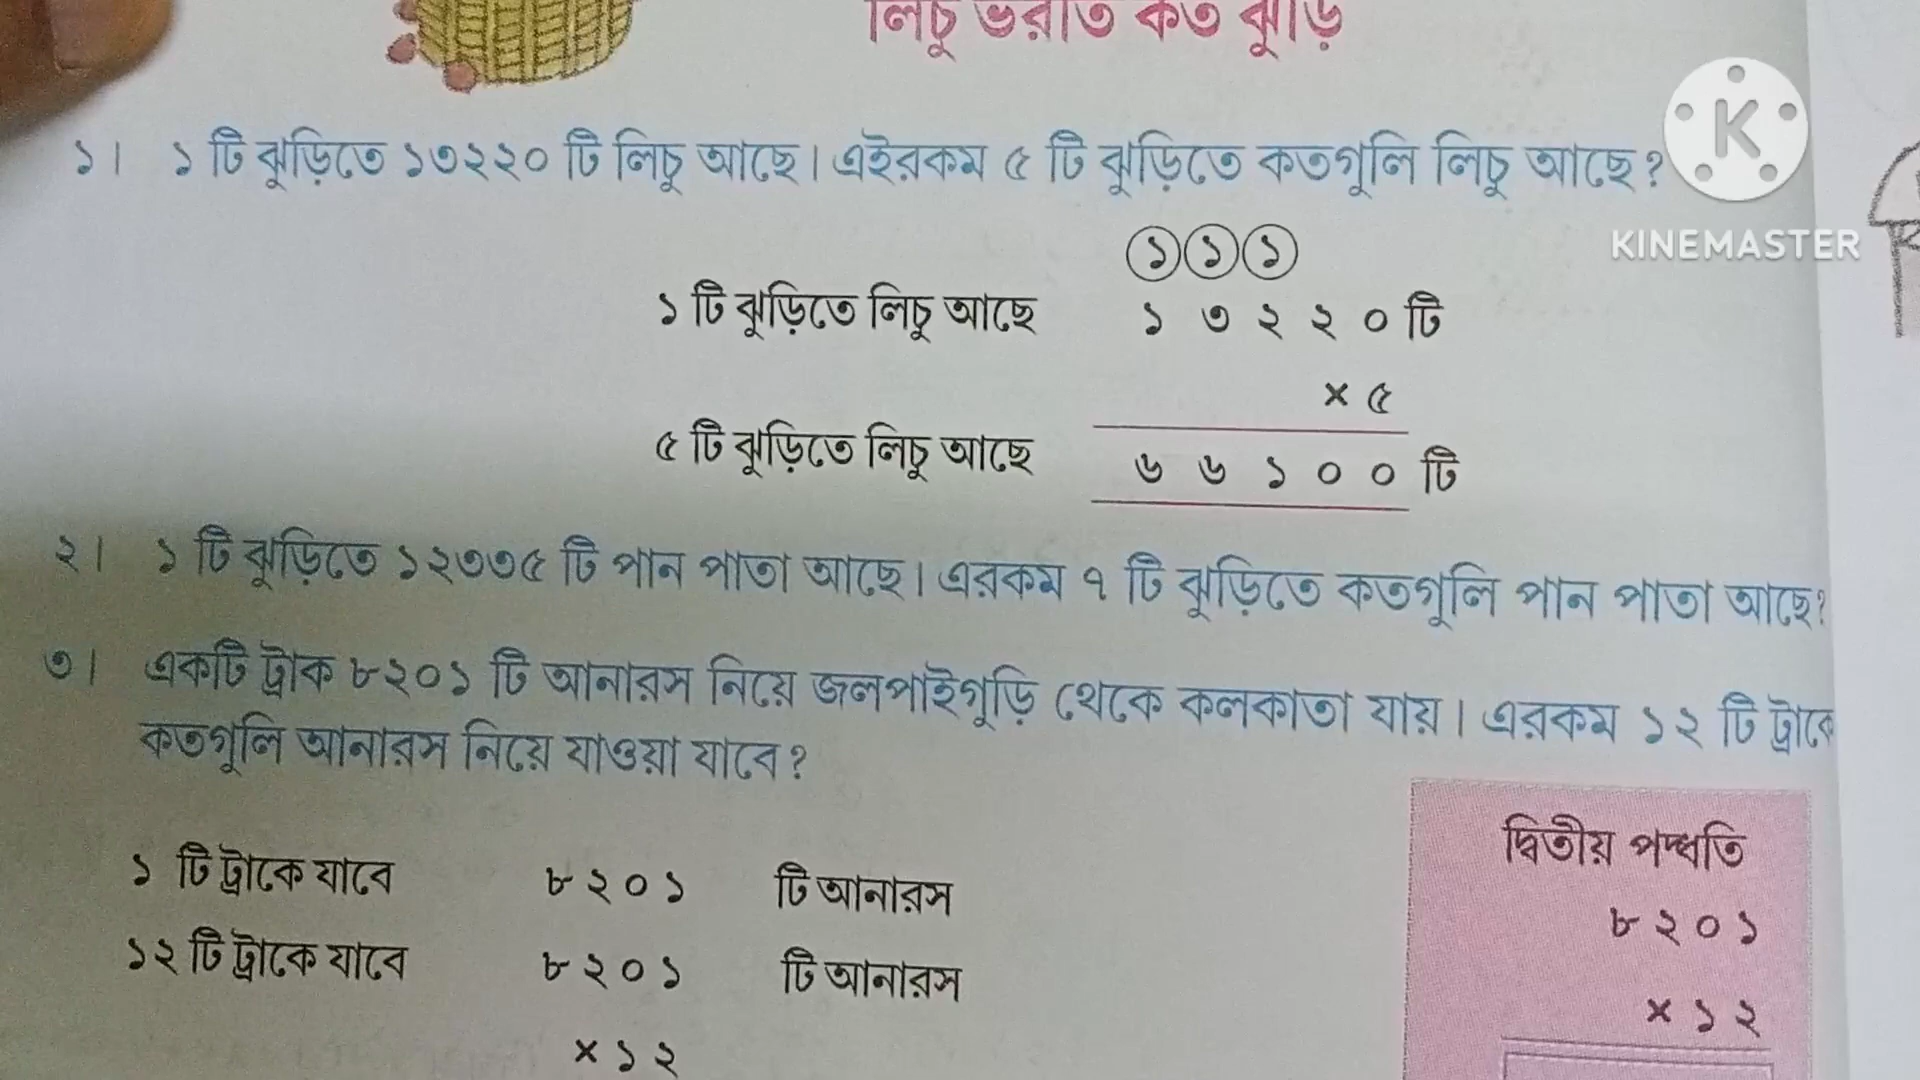 লিচু ভরতি কত ঝুড়ি
১। ১ টি ঝুড়িতে ১৩২২০ টি লিচু আছে। এইরকম ৫ টি ঝুড়িতে কতগুলি লিচু আছে?
K
KINEMASTER
১ ১ ১
১ টি ঝুড়িতে লিচু আছে ১ ৩ ২ ২ ০ টি
× ৫
৫ টি ঝুড়িতে লিচু আছে ৬ ৬ ১ ০ ০ টি
২। ১ টি ঝুড়িতে ১২৩৩৫ টি পান পাতা আছে। এরকম ৭ টি ঝুড়িতে কতগুলি পান পাতা আছে?
৩। একটি ট্রাক ৮২০১ টি আনারস নিয়ে জলপাইগুড়ি থেকে কলকাতা যায়। এরকম ১২ টি ট্রাকে
কতগুলি আনারস নিয়ে যাওয়া যাবে?
১ টি ট্রাকে যাবে ৮ ২ ০ ১ টি আনারস
১২ টি ট্রাকে যাবে ৮ ২ ০ ১ টি আনারস
× ১ ২
দ্বিতীয় পদ্ধতি
৮ ২ ০ ১
× ১ ২